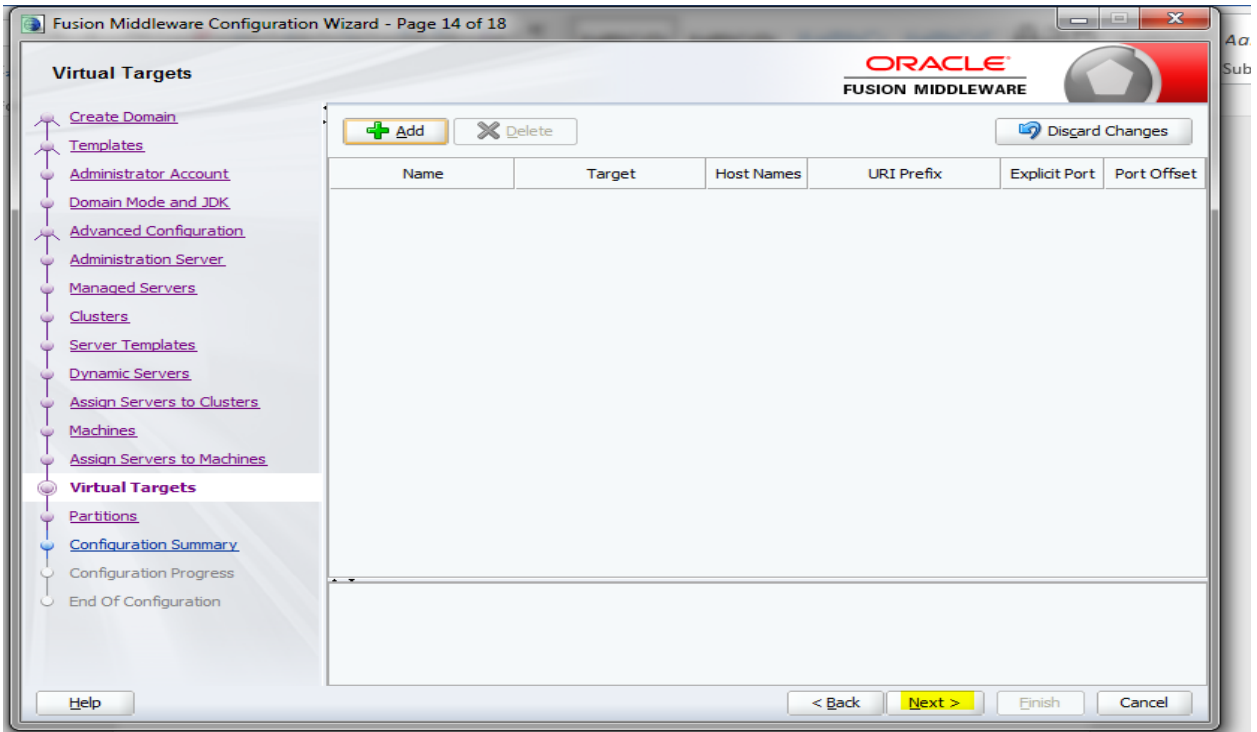 Fusion Middleware Configuration Wizard - Page 14 of 18
Virtual Targets
ORACLE
FUSION MIDDLEWARE
Create Domain
Templates
Administrator Account
Domain Mode and JDK
Advanced Configuration
Administration Server
Managed Servers
Clusters
Server Templates
Dynamic Servers
Assign Servers to Clusters
Machines
Assign Servers to Machines
Virtual Targets
Partitions
Configuration Summary
Configuration Progress
End Of Configuration
Add Delete Discard Changes
Name Target Host Names URI Prefix Explicit Port Port Offset
Help < Back Next > Finish Cancel
Sub